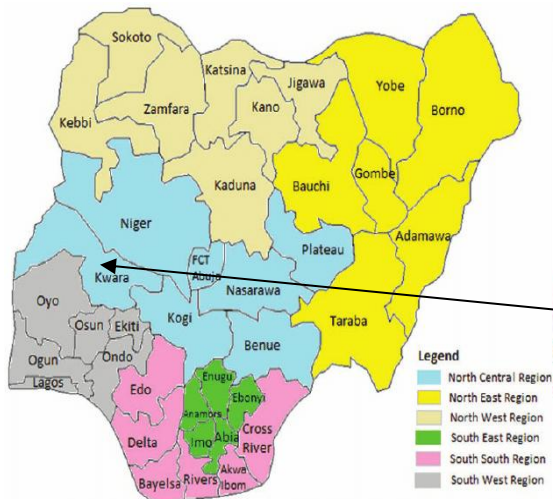 Sokoto
Katsina
Jigawa
Yobe
Borno
Zamfara
Kano
Kebbi
Gombe
Kaduna
Bauchi
Niger
Adamawa
Plateau
FCT
Abuja
Kwara
Nasarawa
Oyo
Taraba
Kogi
Osun
Ekiti
Benue
Ogun
Ondo
Lagos
Enugu
Edo
Ebonyi
Anambra
Cross
River
Delta
Imo
Abia
Akwa
Ibom
Bayelsa
Rivers
Legend
North Central Region
North East Region
North West Region
South East Region
South South Region
South West Region